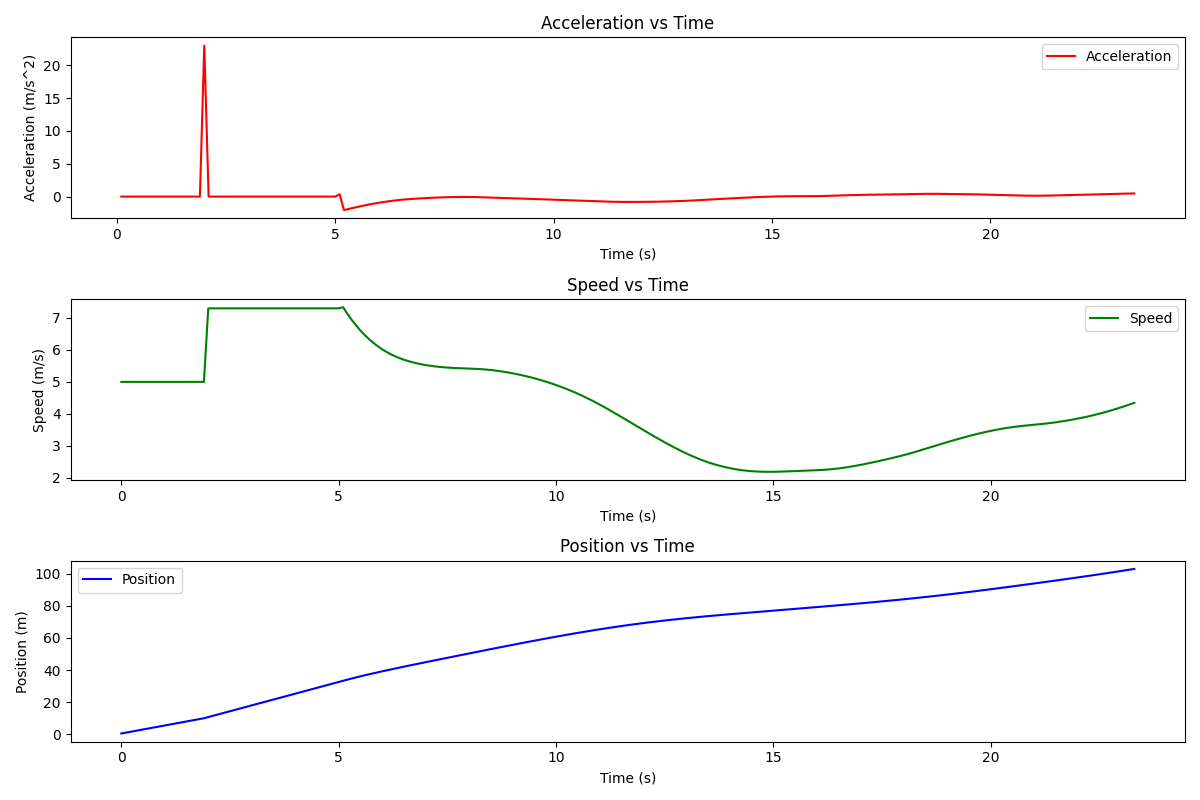 Acceleration vs Time
Acceleration (m/s^2)
20
15
10
5
0
Acceleration
0 5 10 15 20
Time (s)
Speed vs Time
Speed (m/s)
7
6
5
4
3
2
Speed
0 5 10 15 20
Time (s)
Position vs Time
Position (m)
100
80
60
40
20
0
Position
0 5 10 15 20
Time (s)